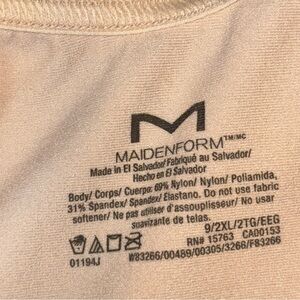 M
MAIDENFORM™/MC
Made in El Salvador/Fabriqué au Salvador/
Hecho en El Salvador
Body/ Corps/ Cuerpo: 69% Nylon/ Nylon/ Poliamida,
31% Spandex/ Spandex/ Elastano. Do not use fabric
softener/ Ne pas utiliser d'assouplisseur/ No usar
suavizante de telas.
9/2XL/2TG/EEG
RN# 15763 CA00153
01194J
W83266/00489/00305/3266/F83266